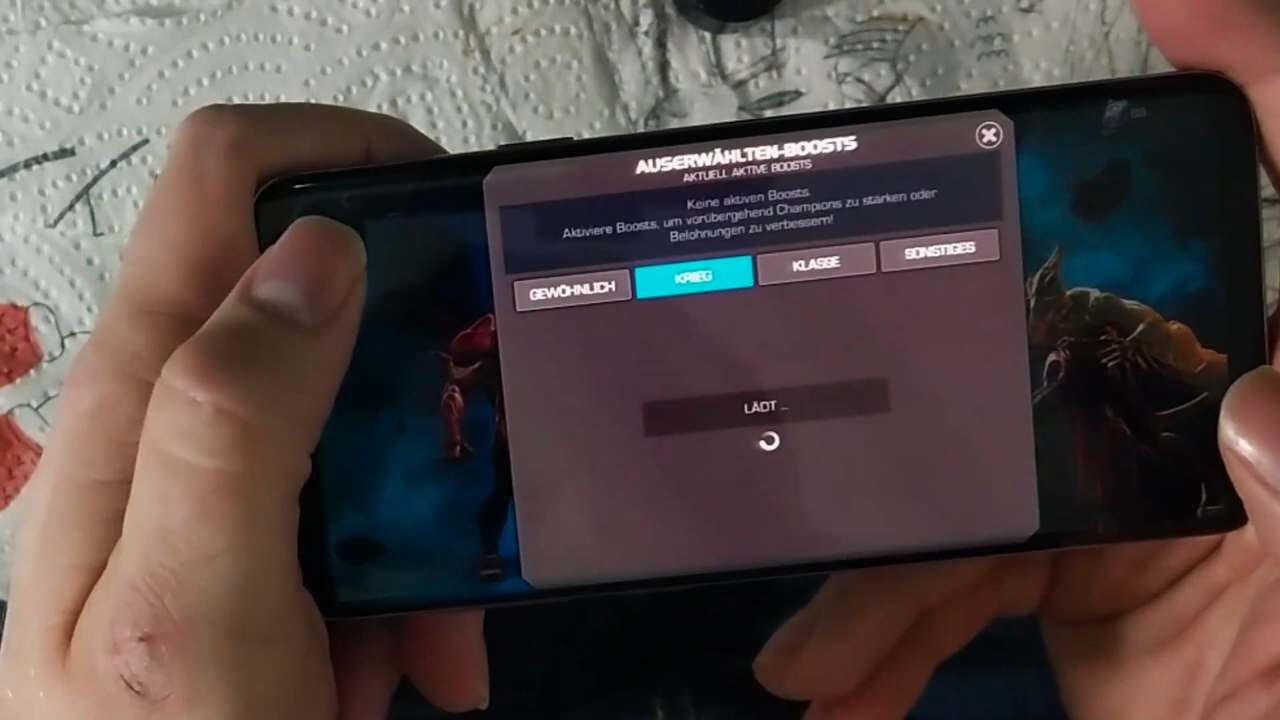 AUSERWÄHLTEN-BOOSTS
AKTUELL AKTIVE BOOSTS
Keine aktiven Boosts.
Aktiviere Boosts, um vorübergehend Champions zu stärken oder
Belohnungen zu verbessern!
GEWÖHNLICH
KRIEG
KLASSE
SONSTIGES
LÄDT ...